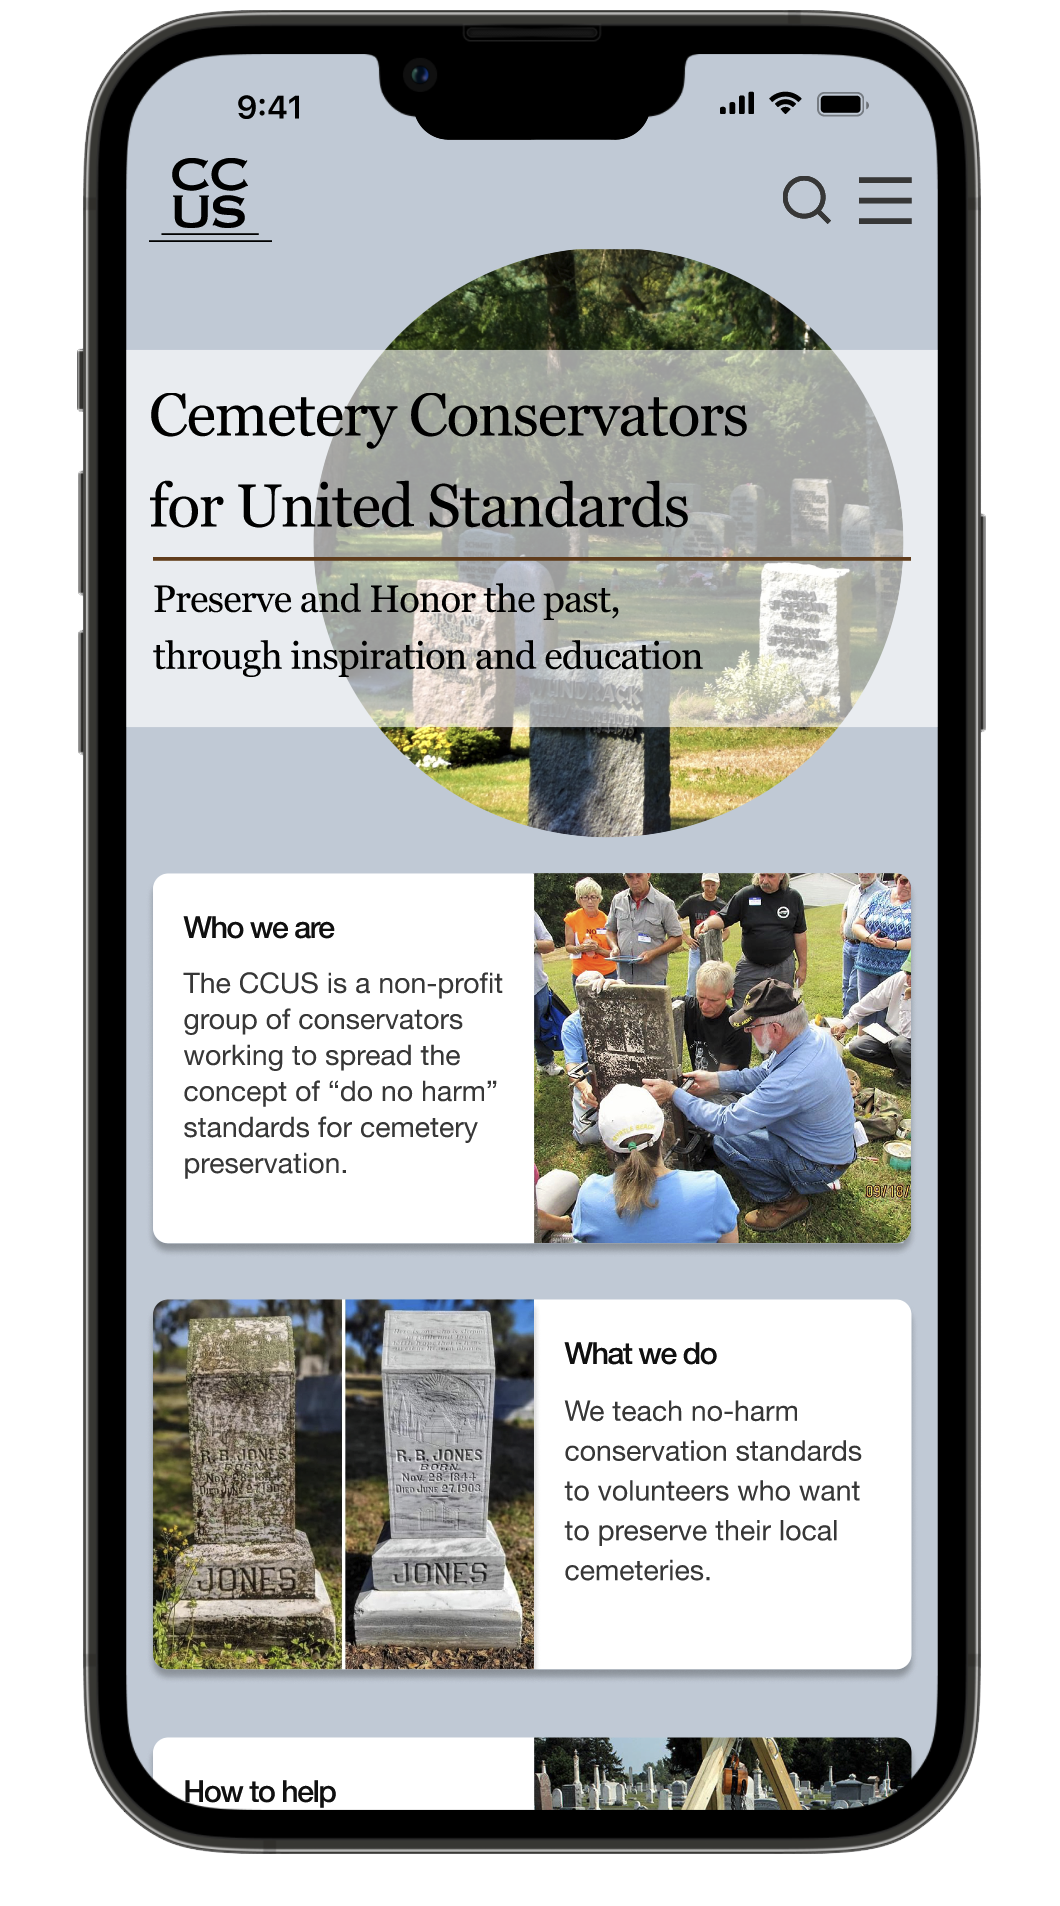 9:41
CC
US
Cemetery Conservators
for United Standards
Preserve and Honor the past,
through inspiration and education
Who we are
The CCUS is a non-profit
group of conservators
working to spread the
concept of “do no harm”
standards for cemetery
preservation.
09/18/
R. B. JONES
BORN
Nov. 28, 1844
DIED JUNE 27, 1903
JONES
R. B. JONES
BORN
Nov. 28, 1844
DIED JUNE 27, 1903
JONES
What we do
We teach no-harm
conservation standards
to volunteers who want
to preserve their local
cemeteries.
How to help